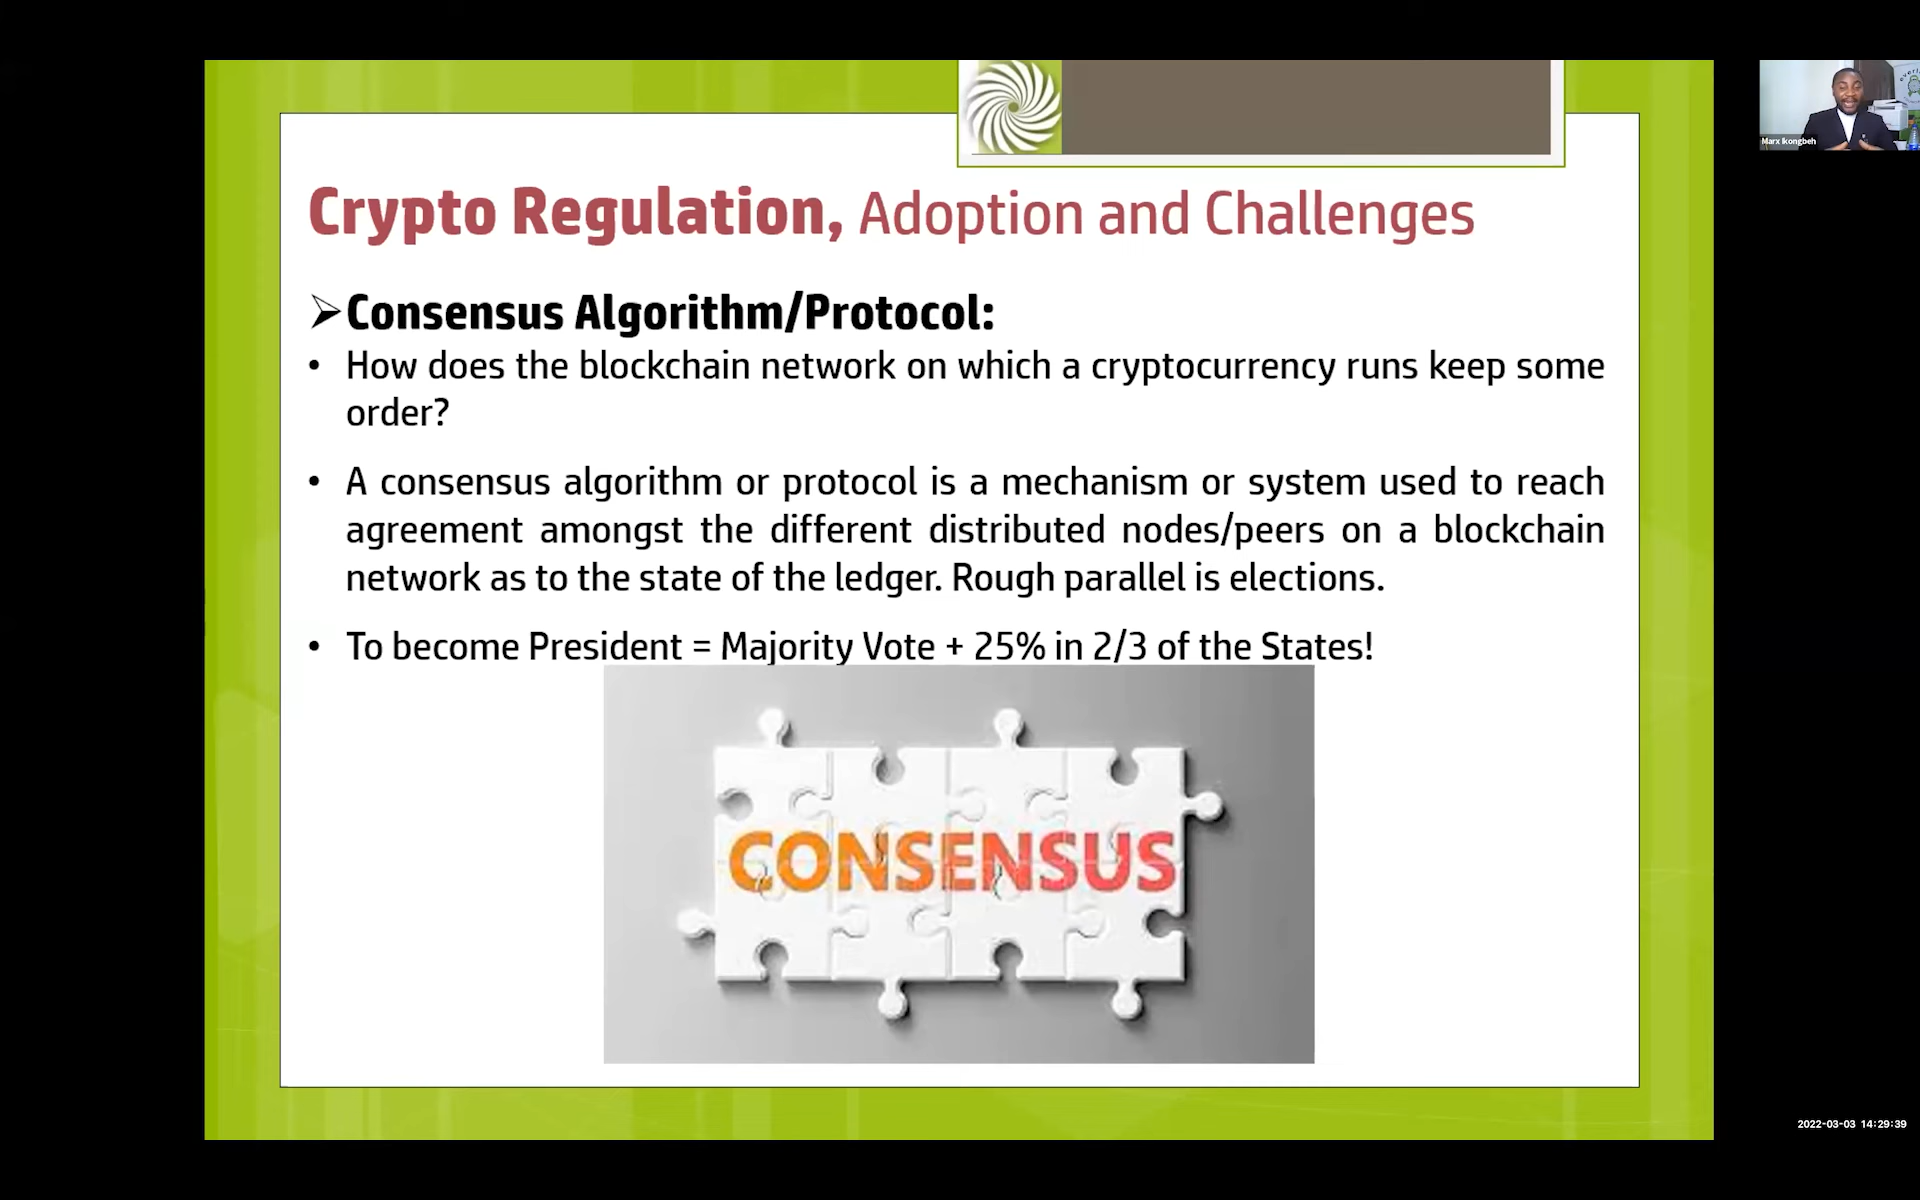 Crypto Regulation, Adoption and Challenges
➢Consensus Algorithm/Protocol:
• How does the blockchain network on which a cryptocurrency runs keep some
order?
• A consensus algorithm or protocol is a mechanism or system used to reach
agreement amongst the different distributed nodes/peers on a blockchain
network as to the state of the ledger. Rough parallel is elections.
• To become President = Majority Vote + 25% in 2/3 of the States!
CONSENSUS
Marx Ikongbeh
2022-03-03 14:29:39